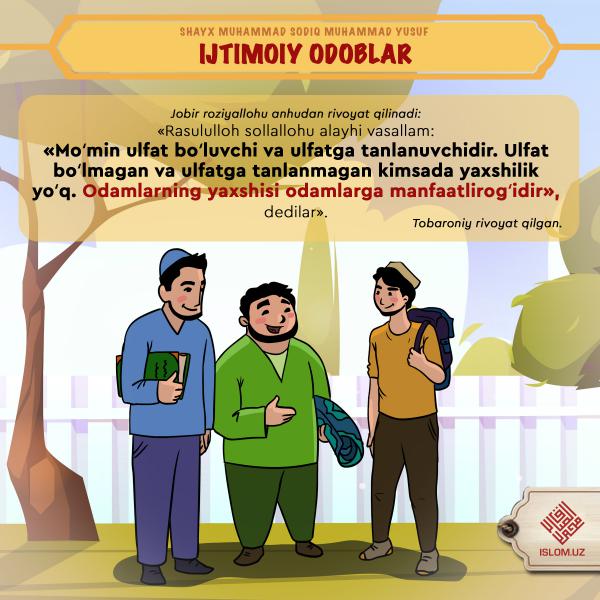 SHAYX MUHAMMAD SODIQ MUHAMMAD YUSUF
IJTIMOIY ODOBLAR
Jobir roziyallohu anhudan rivoyat qilinadi:
«Rasululloh sollallohu alayhi vasallam:
«Mo‘min ulfat bo‘luvchi va ulfatga tanlanuvchidir. Ulfat
bo‘lmagan va ulfatga tanlanmagan kimsada yaxshilik
yo‘q. Odamlarning yaxshisi odamlarga manfaatlirog‘idir»,
dedilar».
Tobaroniy rivoyat qilgan.
ISLOM.UZ